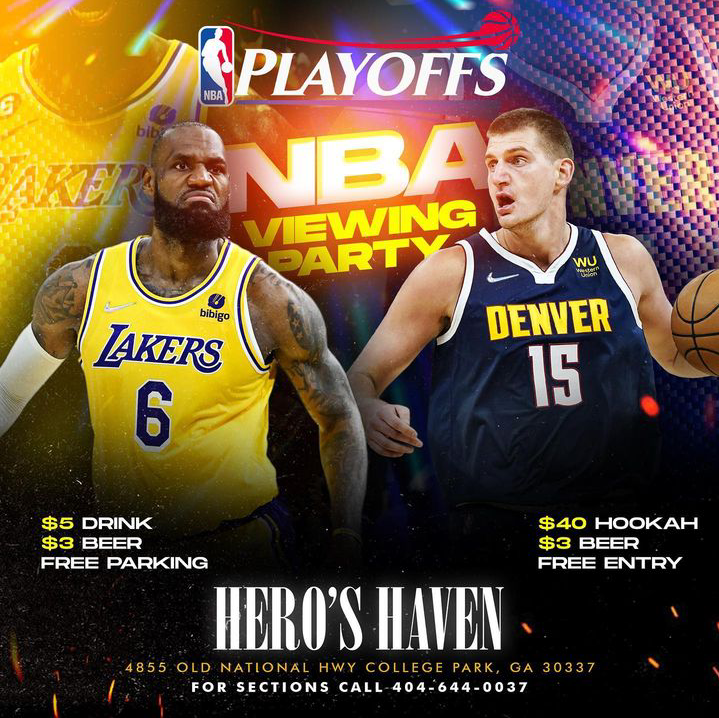 NBA
PLAYOFFS
NBA
VIEWING
PARTY
bibigo
LAKERS
6
WU
Western
Union
DENVER
15
$5 DRINK
$3 BEER
FREE PARKING
$40 HOOKAH
$3 BEER
FREE ENTRY
HERO'S HAVEN
4855 OLD NATIONAL HWY COLLEGE PARK, GA 30337
FOR SECTIONS CALL 404-644-0037